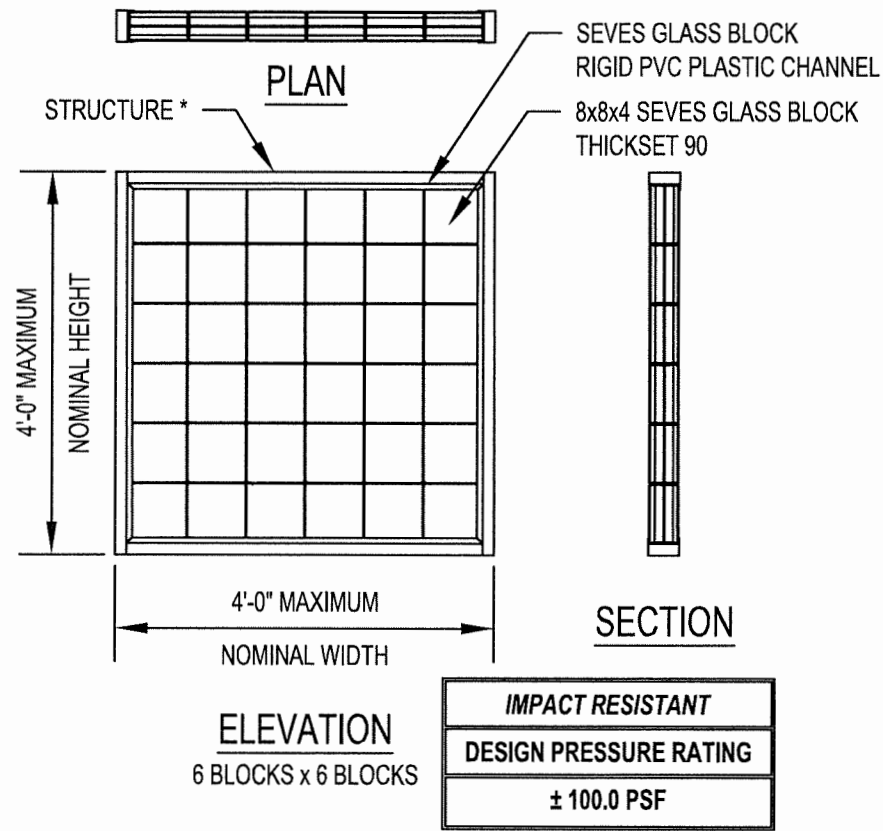 SEVES GLASS BLOCK
RIGID PVC PLASTIC CHANNEL
PLAN
STRUCTURE *
8x8x4 SEVES GLASS BLOCK
THICKSET 90
4'-0" MAXIMUM
NOMINAL HEIGHT
4'-0" MAXIMUM
NOMINAL WIDTH
SECTION
ELEVATION
6 BLOCKS x 6 BLOCKS
IMPACT RESISTANT
DESIGN PRESSURE RATING
± 100.0 PSF